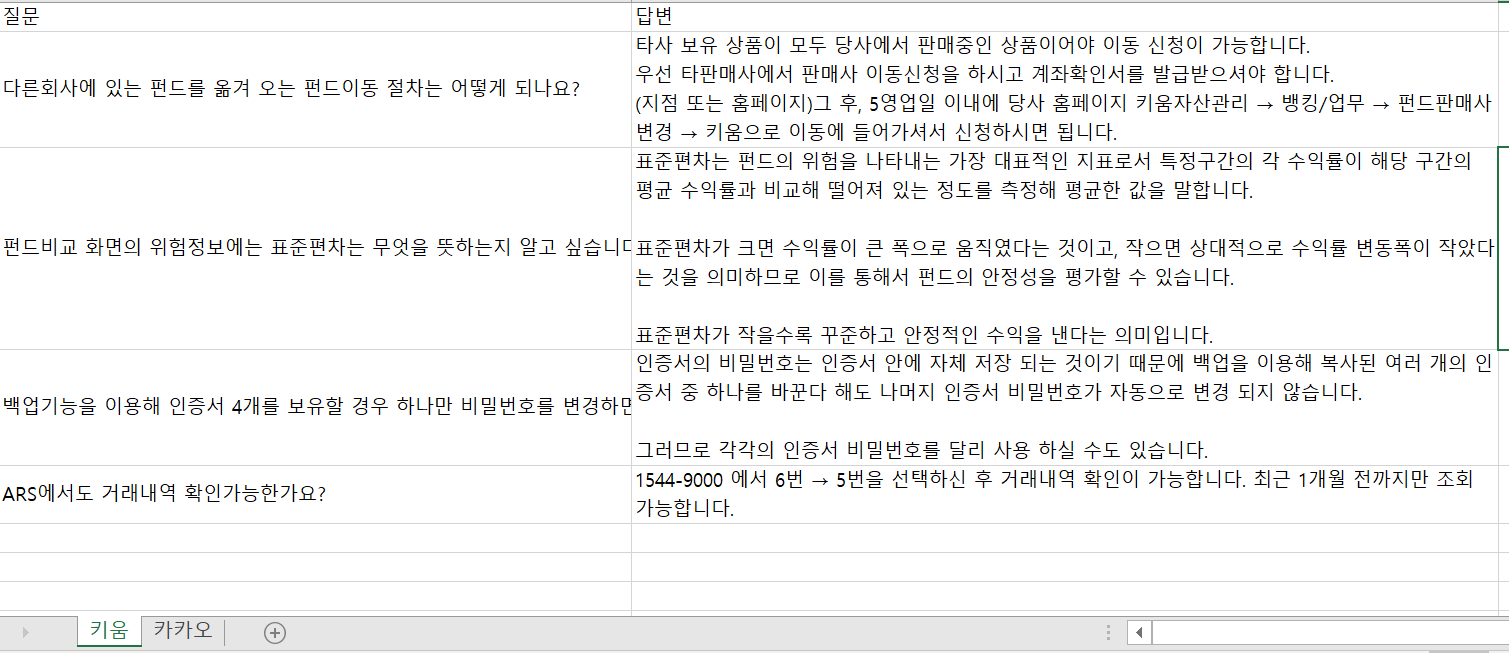 질문
답변
다른회사에 있는 펀드를 옮겨 오는 펀드이동 절차는 어떻게 되나요?
타사 보유 상품이 모두 당사에서 판매중인 상품이어야 이동 신청이 가능합니다.
우선 타판매사에서 판매사 이동신청을 하시고 계좌확인서를 발급받으셔야 합니다.
(지점 또는 홈페이지)그 후, 5영업일 이내에 당사 홈페이지 키움자산관리 → 뱅킹/업무 → 펀드판매사
변경 → 키움으로 이동에 들어가셔서 신청하시면 됩니다.
펀드비교 화면의 위험정보에는 표준편차는 무엇을 뜻하는지 알고 싶습니다
표준편차는 펀드의 위험을 나타내는 가장 대표적인 지표로서 특정구간의 각 수익률이 해당 구간의
평균 수익률과 비교해 떨어져 있는 정도를 측정해 평균한 값을 말합니다.
표준편차가 크면 수익률이 큰 폭으로 움직였다는 것이고, 작으면 상대적으로 수익률 변동폭이 작았다
는 것을 의미하므로 이를 통해서 펀드의 안정성을 평가할 수 있습니다.
표준편차가 작을수록 꾸준하고 안정적인 수익을 낸다는 의미입니다.
백업기능을 이용해 인증서 4개를 보유할 경우 하나만 비밀번호를 변경하면
인증서의 비밀번호는 인증서 안에 자체 저장 되는 것이기 때문에 백업을 이용해 복사된 여러 개의 인
증서 중 하나를 바꾼다 해도 나머지 인증서 비밀번호가 자동으로 변경 되지 않습니다.
그러므로 각각의 인증서 비밀번호를 달리 사용 하실 수도 있습니다.
ARS에서도 거래내역 확인가능한가요?
1544-9000 에서 6번 → 5번을 선택하신 후 거래내역 확인이 가능합니다. 최근 1개월 전까지만 조회
가능합니다.
키움
카카오